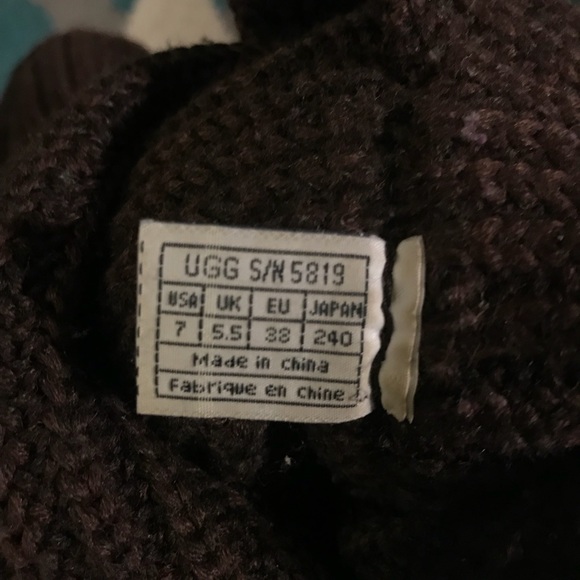 UGG S/N 5819
USA UK EU JAPAN
7 5.5 38 240
Made in china
Fabrique en chine